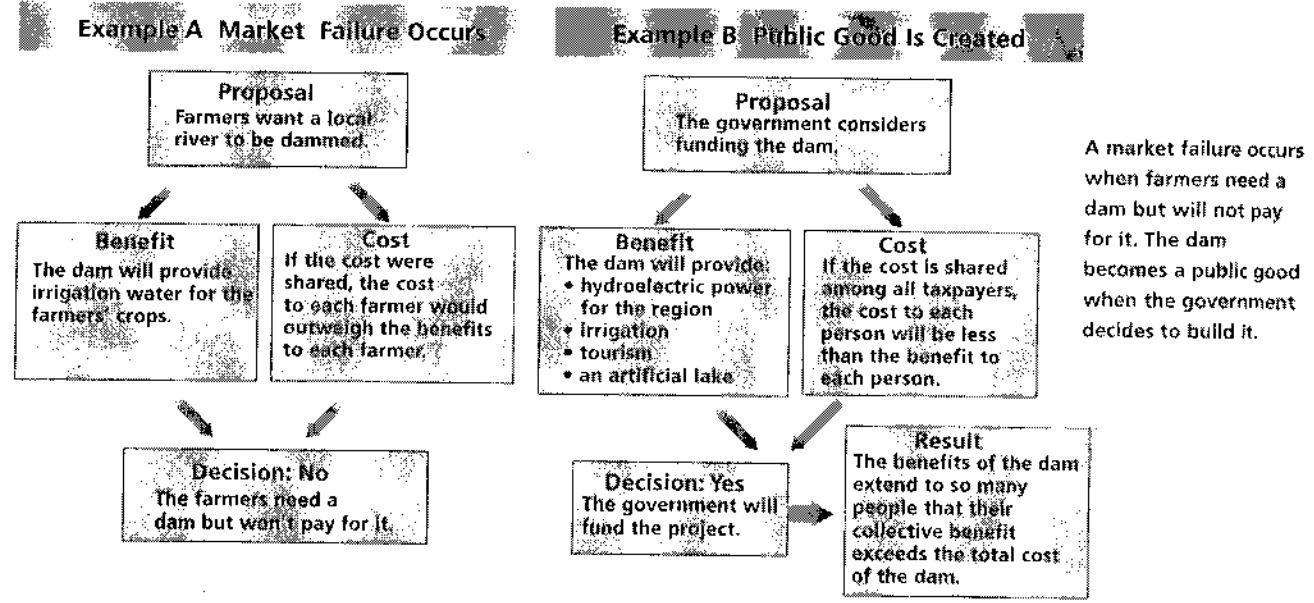 Example A Market Failure Occurs
Proposal
Farmers want a local
river to be dammed.
Benefit
The dam will provide
irrigation water for the
farmers' crops.
Cost
If the cost were
shared, the cost
to each farmer would
outweigh the benefits
to each farmer.
Decision: No
The farmers need a
dam but won't pay for it.
Example B Public Good Is Created
Proposal
The government considers
funding the dam.
Benefit
The dam will provide:
• hydroelectric power
for the region
• irrigation
• tourism
• an artificial lake
Cost
If the cost is shared
among all taxpayers,
the cost to each
person will be less
than the benefit to
each person.
Decision: Yes
The government will
fund the project.
Result
The benefits of the dam
extend to so many
people that their
collective benefit
exceeds the total cost
of the dam.
A market failure occurs
when farmers need a
dam but will not pay
for it. The dam
becomes a public good
when the government
decides to build it.